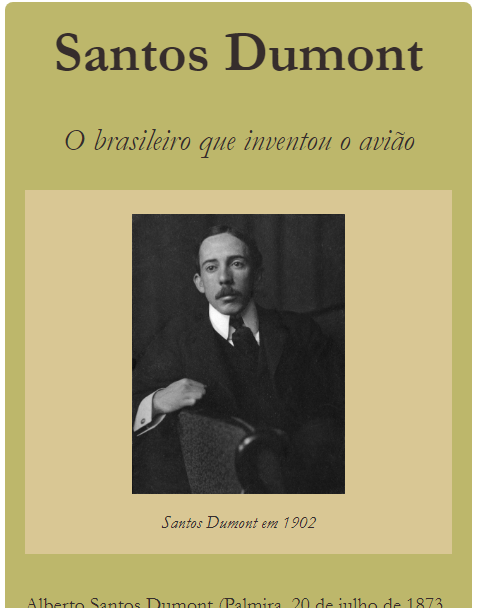 Santos Dumont
O brasileiro que inventou o avião
Santos Dumont em 1902
Alberto Santos Dumont (Palmira, 20 de julho de 1873